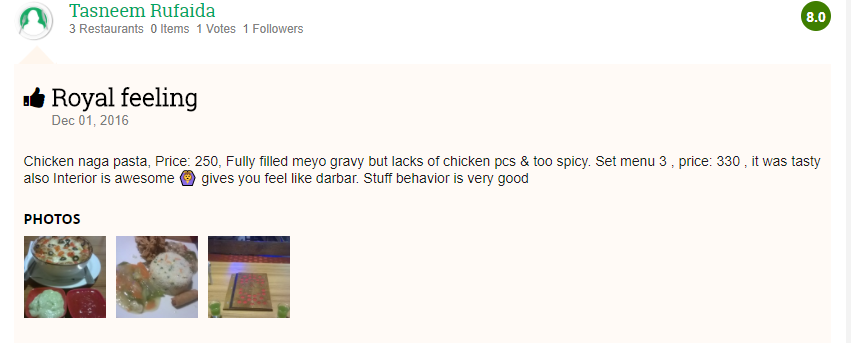 Tasneem Rufaida
3 Restaurants 0 Items 1 Votes 1 Followers
8.0
Royal feeling
Dec 01, 2016
Chicken naga pasta, Price: 250, Fully filled meyo gravy but lacks of chicken pcs & too spicy. Set menu 3 , price: 330 , it was tasty
also Interior is awesome 🙆 gives you feel like darbar. Stuff behavior is very good
PHOTOS